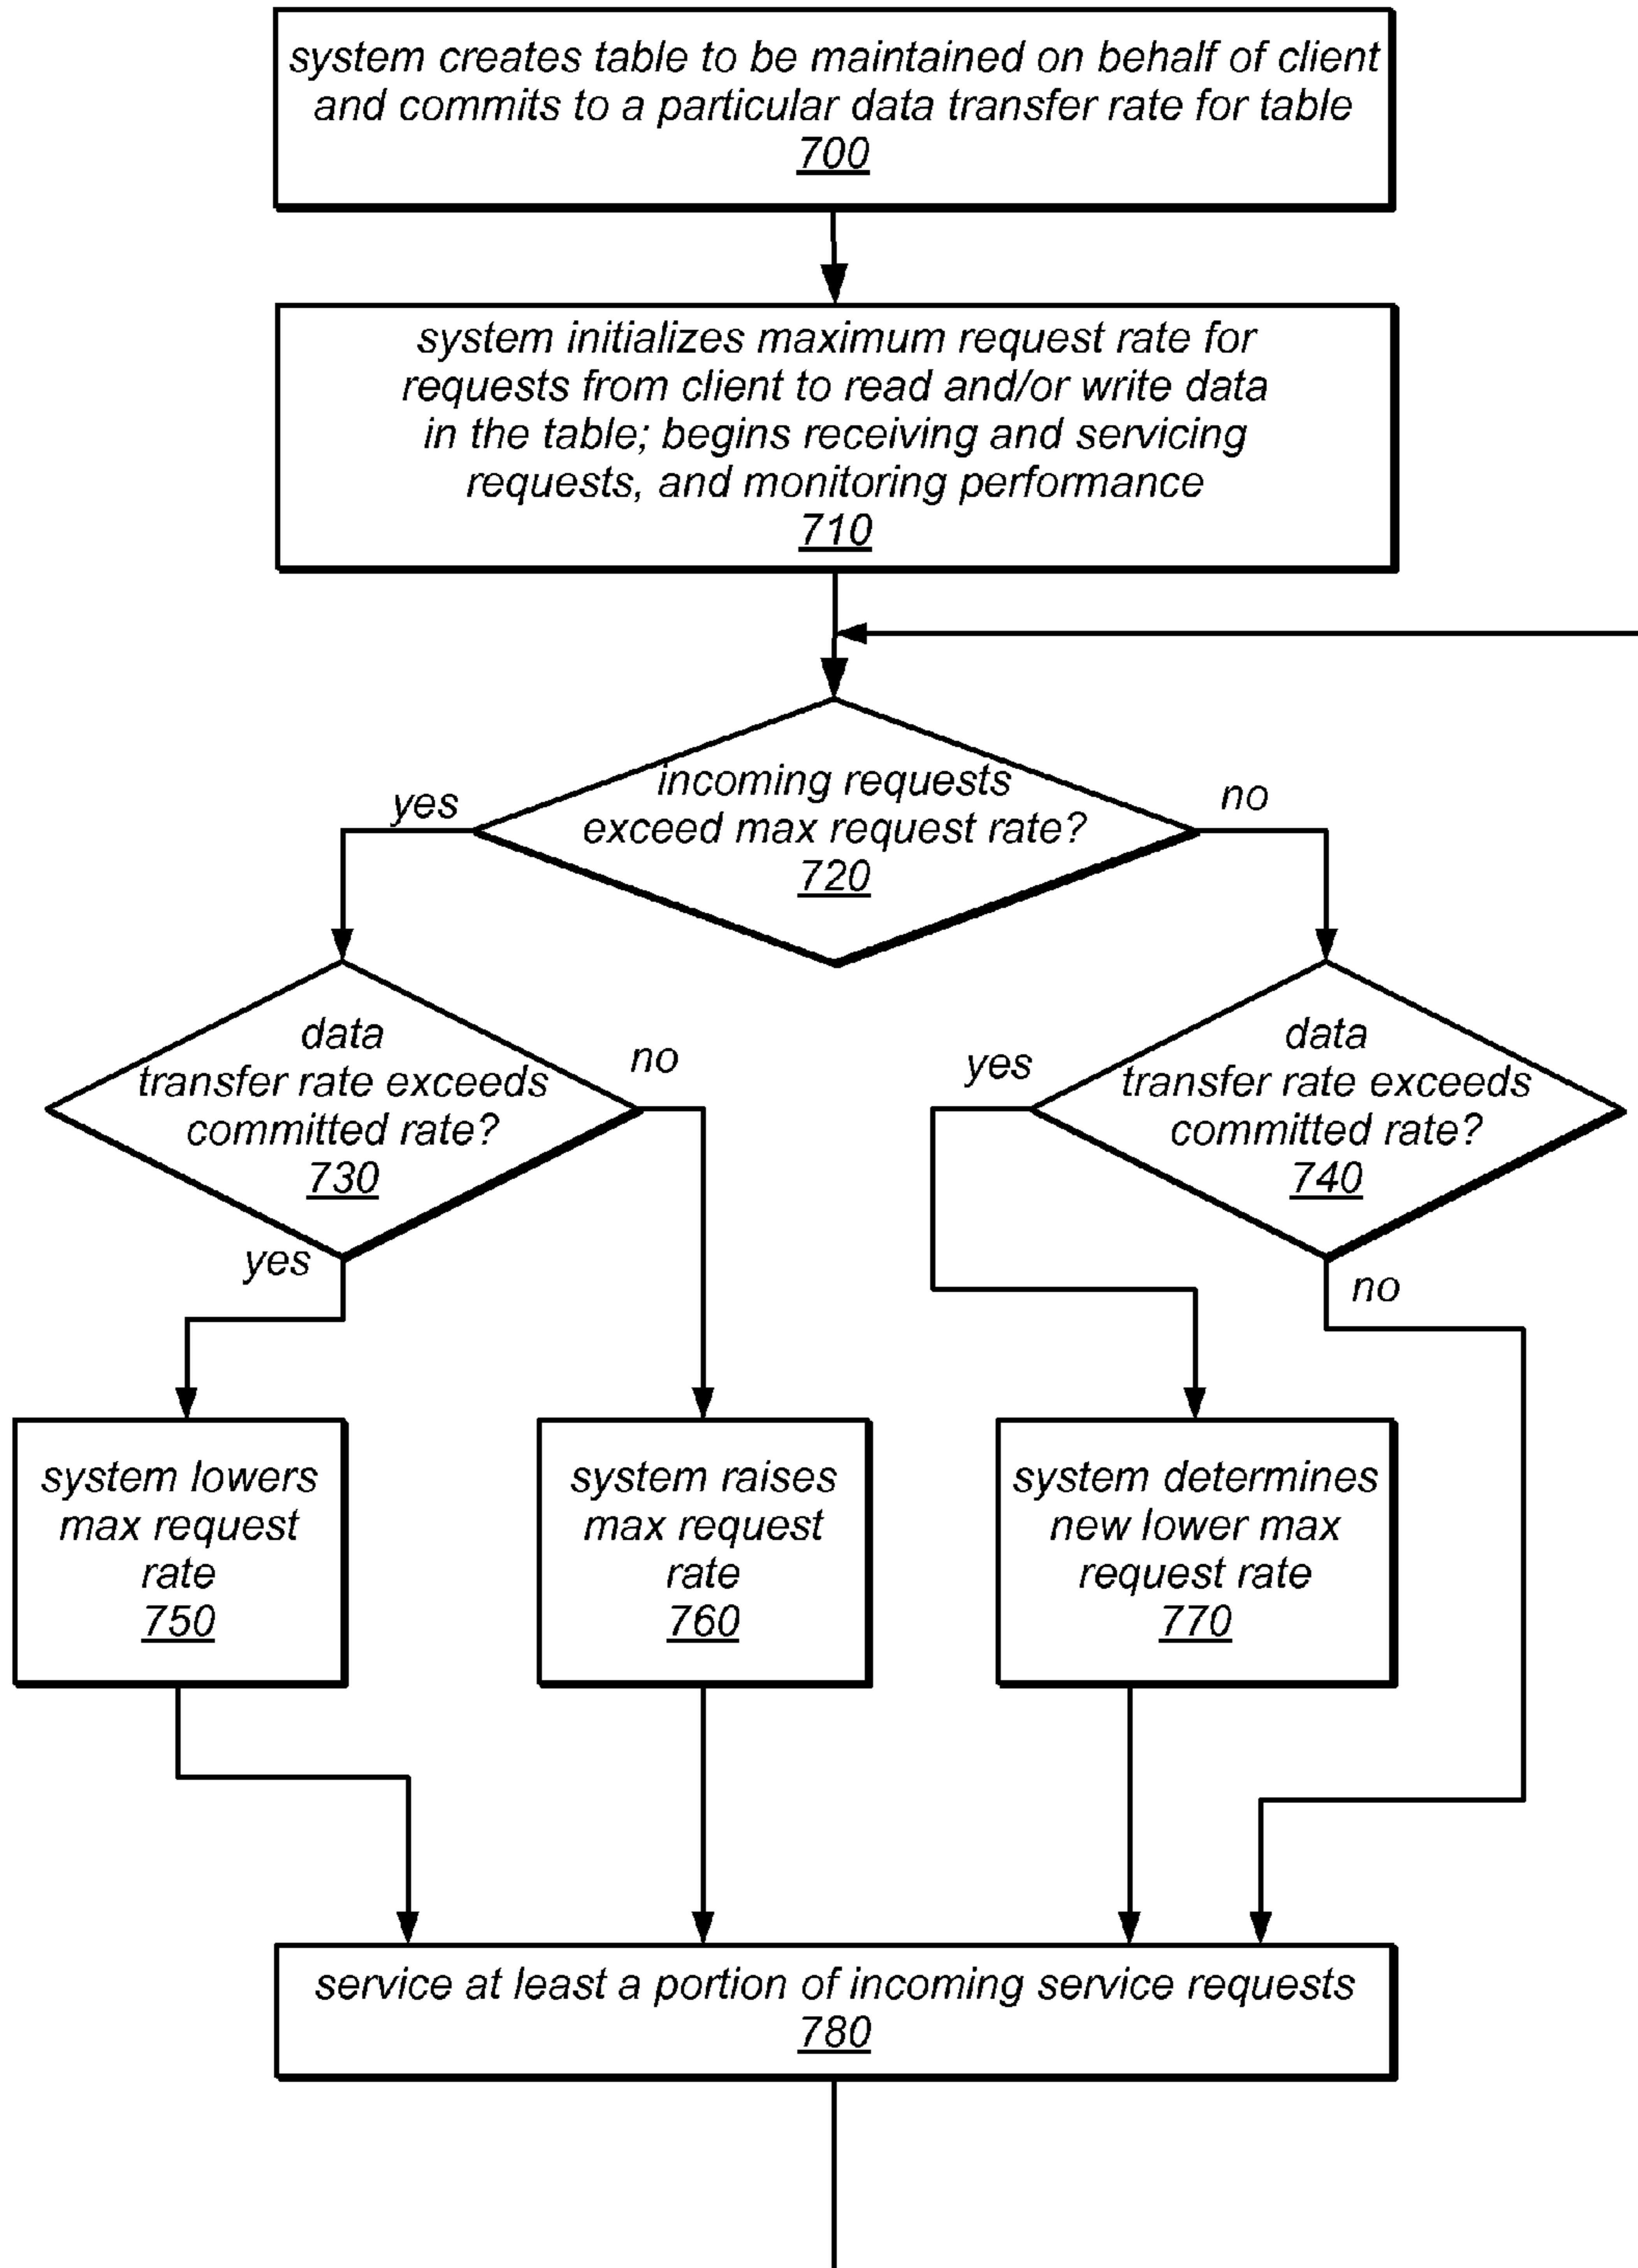 system creates table to be maintained on behalf of client
and commits to a particular data transfer rate for table
700
system initializes maximum request rate for
requests from client to read and/or write data
in the table; begins receiving and servicing
requests, and monitoring performance
710
incoming requests
exceed max request rate?
720
yes
no
data
transfer rate exceeds
committed rate?
730
no
yes
yes
data
transfer rate exceeds
committed rate?
740
no
system lowers
max request
rate
750
system raises
max request
rate
760
system determines
new lower max
request rate
770
service at least a portion of incoming service requests
780